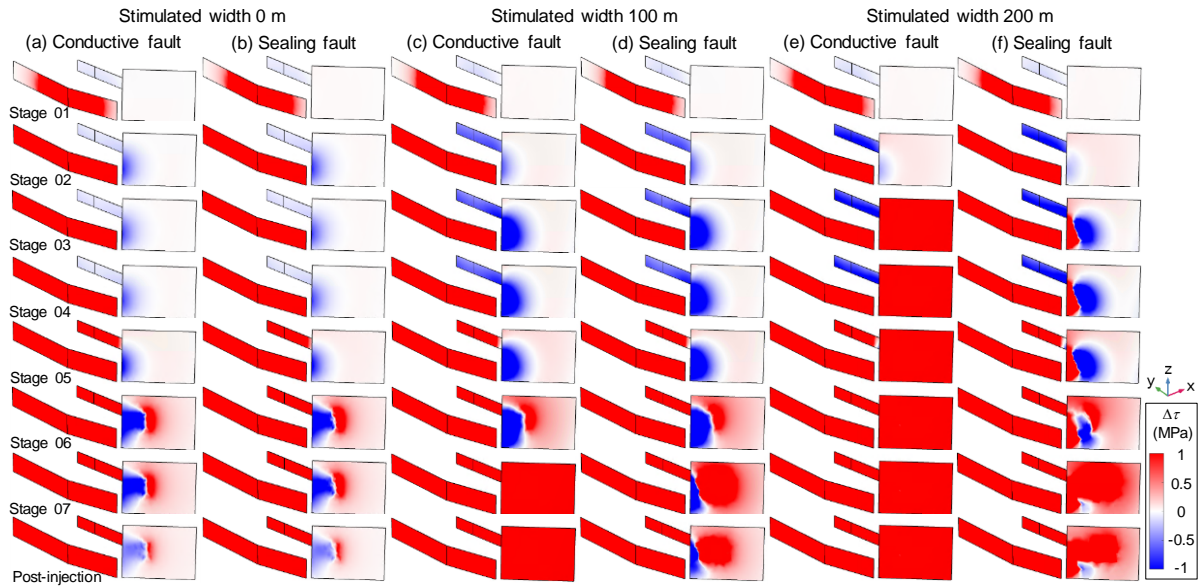 Stimulated width 0 m Stimulated width 100 m Stimulated width 200 m
(a) Conductive fault (b) Sealing fault (c) Conductive fault (d) Sealing fault (e) Conductive fault (f) Sealing fault
Stage 01
Stage 02
Stage 03
Stage 04
Stage 05
Stage 06
Stage 07
Post-injection
z
y x
Δτ
(MPa)
1
0.5
0
-0.5
-1